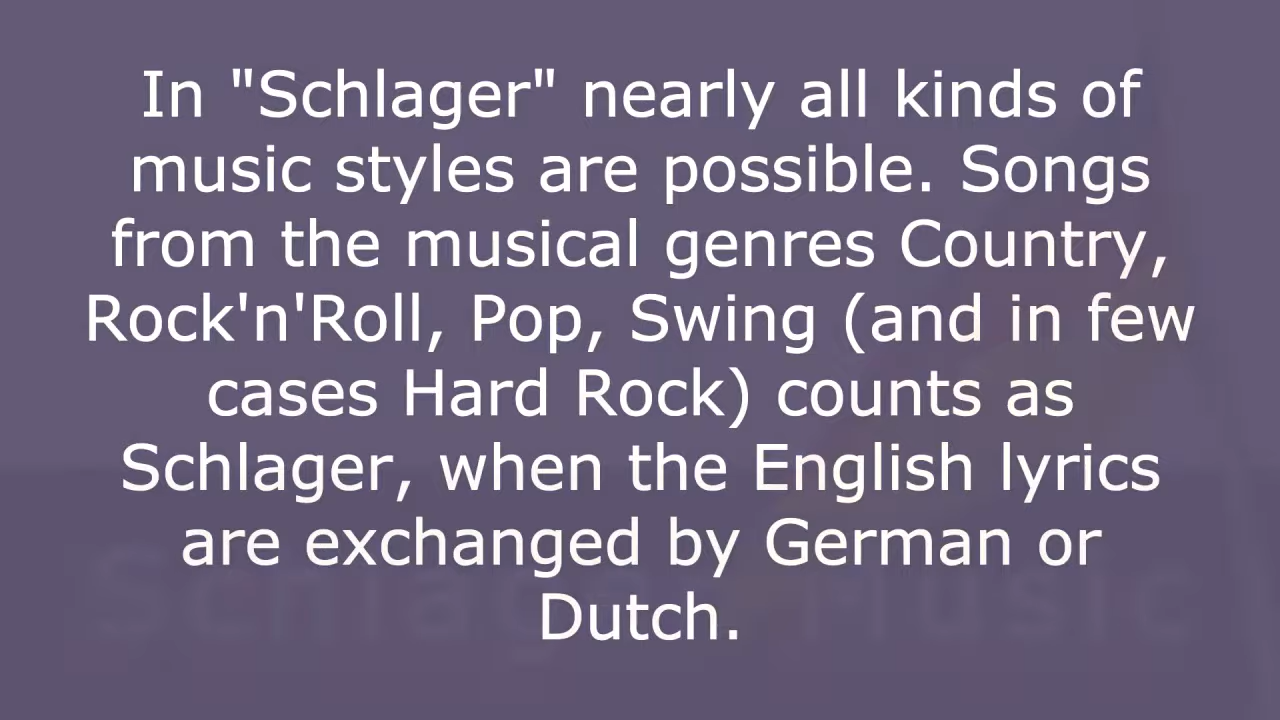 In "Schlager" nearly all kinds of
music styles are possible. Songs
from the musical genres Country,
Rock'n'Roll, Pop, Swing (and in few
cases Hard Rock) counts as
Schlager, when the English lyrics
are exchanged by German or
Dutch.
Schlager Music